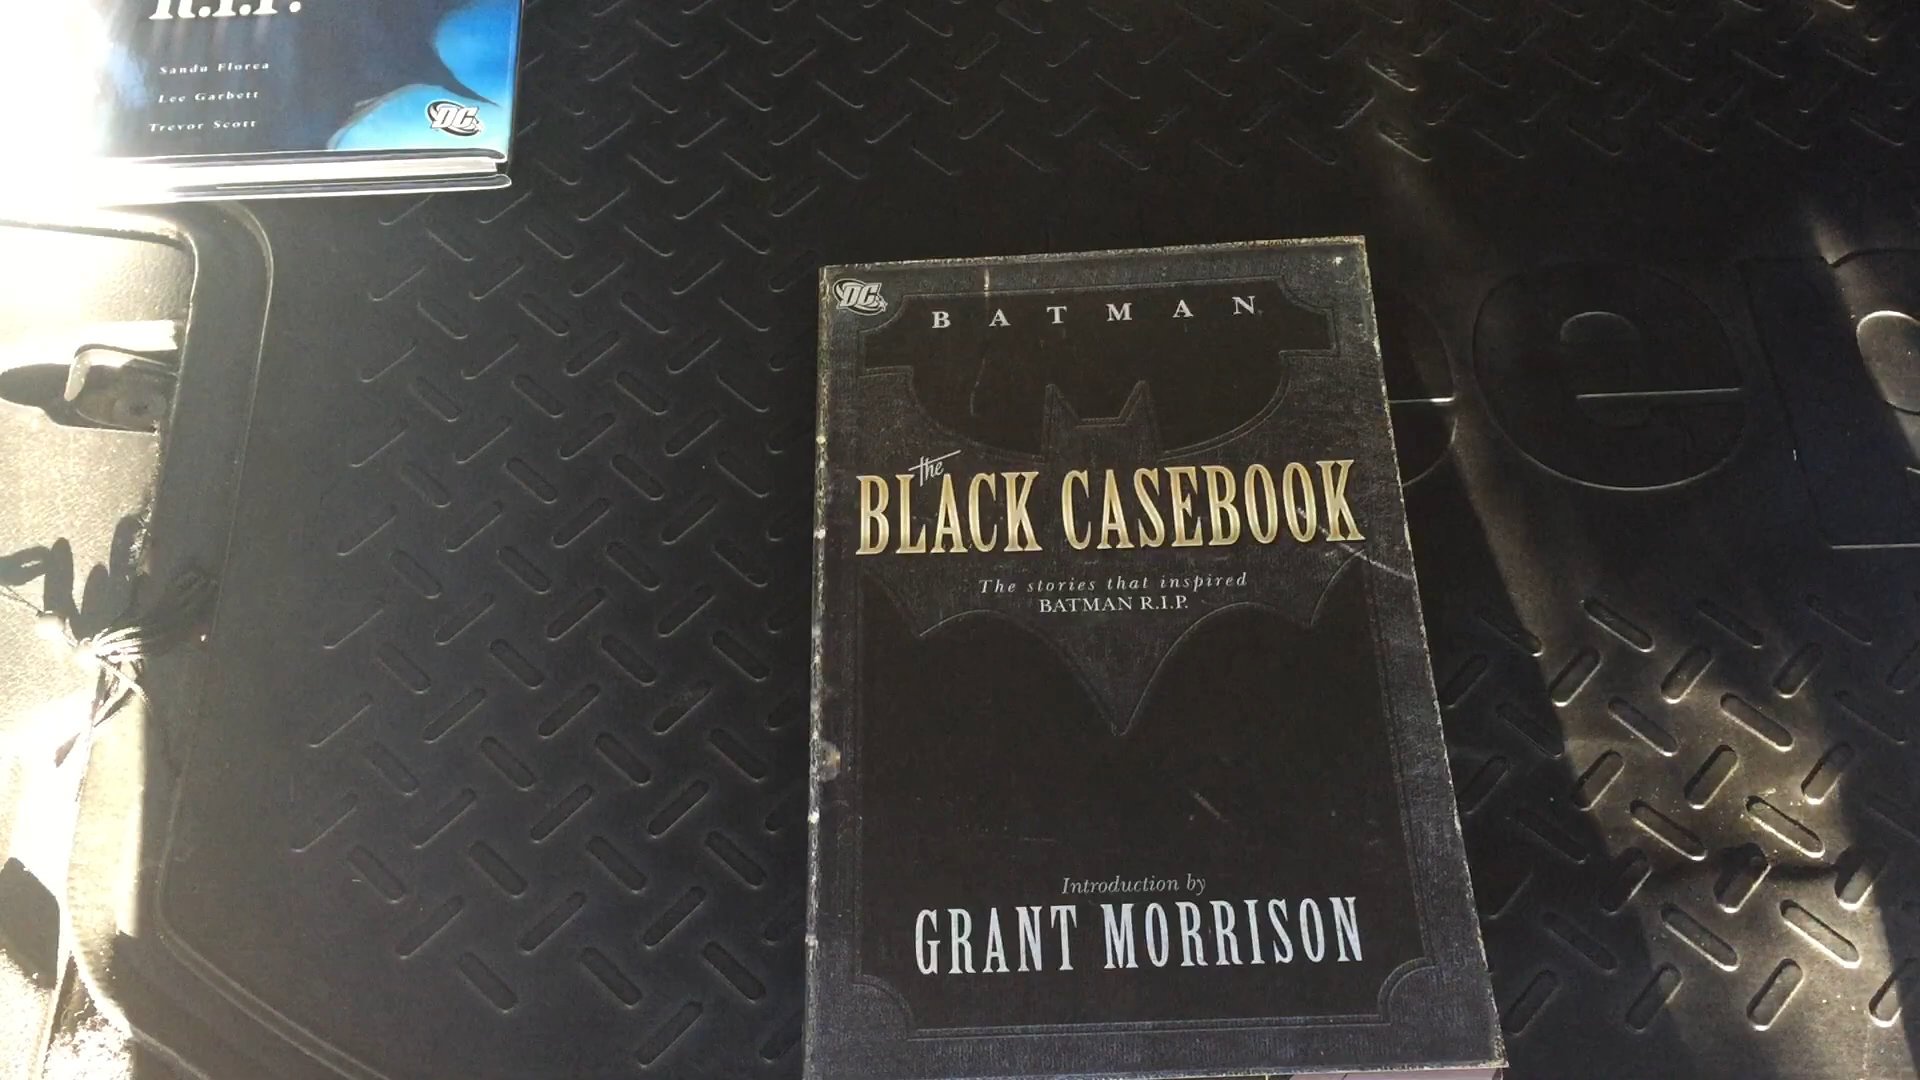 R.I.P.
Sandu Florea
Lee Garbett
Trevor Scott
DC
DC
BATMAN
the
BLACK CASEBOOK
The stories that inspired
BATMAN R.I.P.
Introduction by
GRANT MORRISON